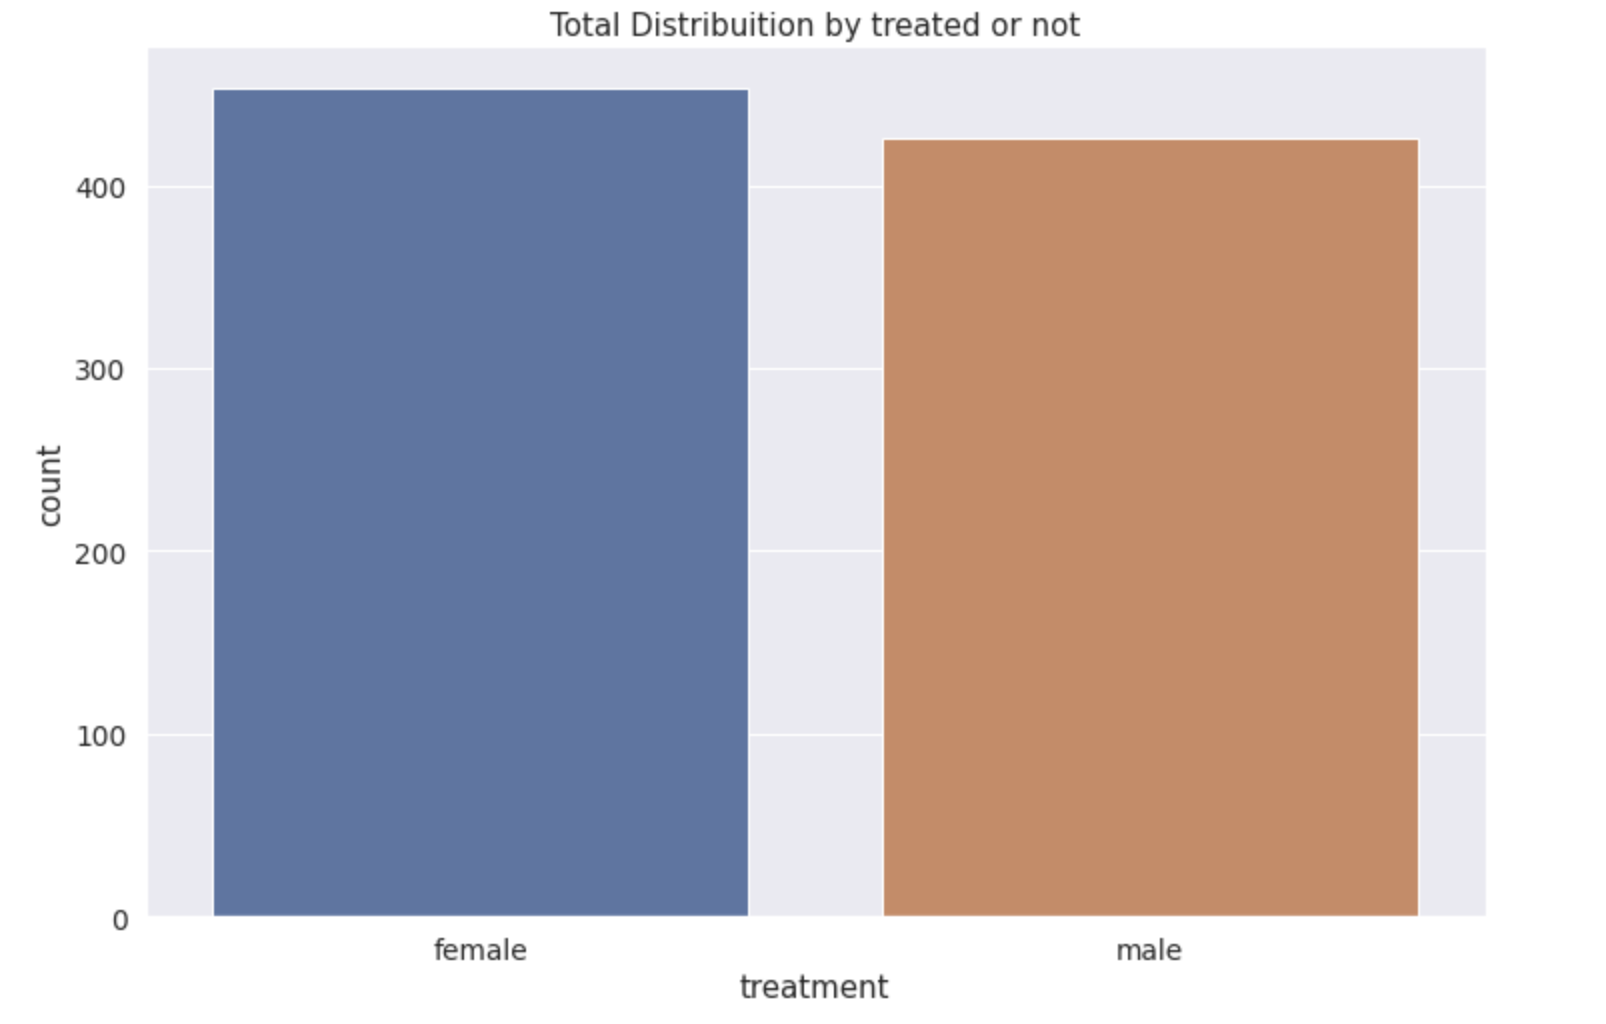 Total Distribuition by treated or not
400
300
200
100
0
count
female
male
treatment